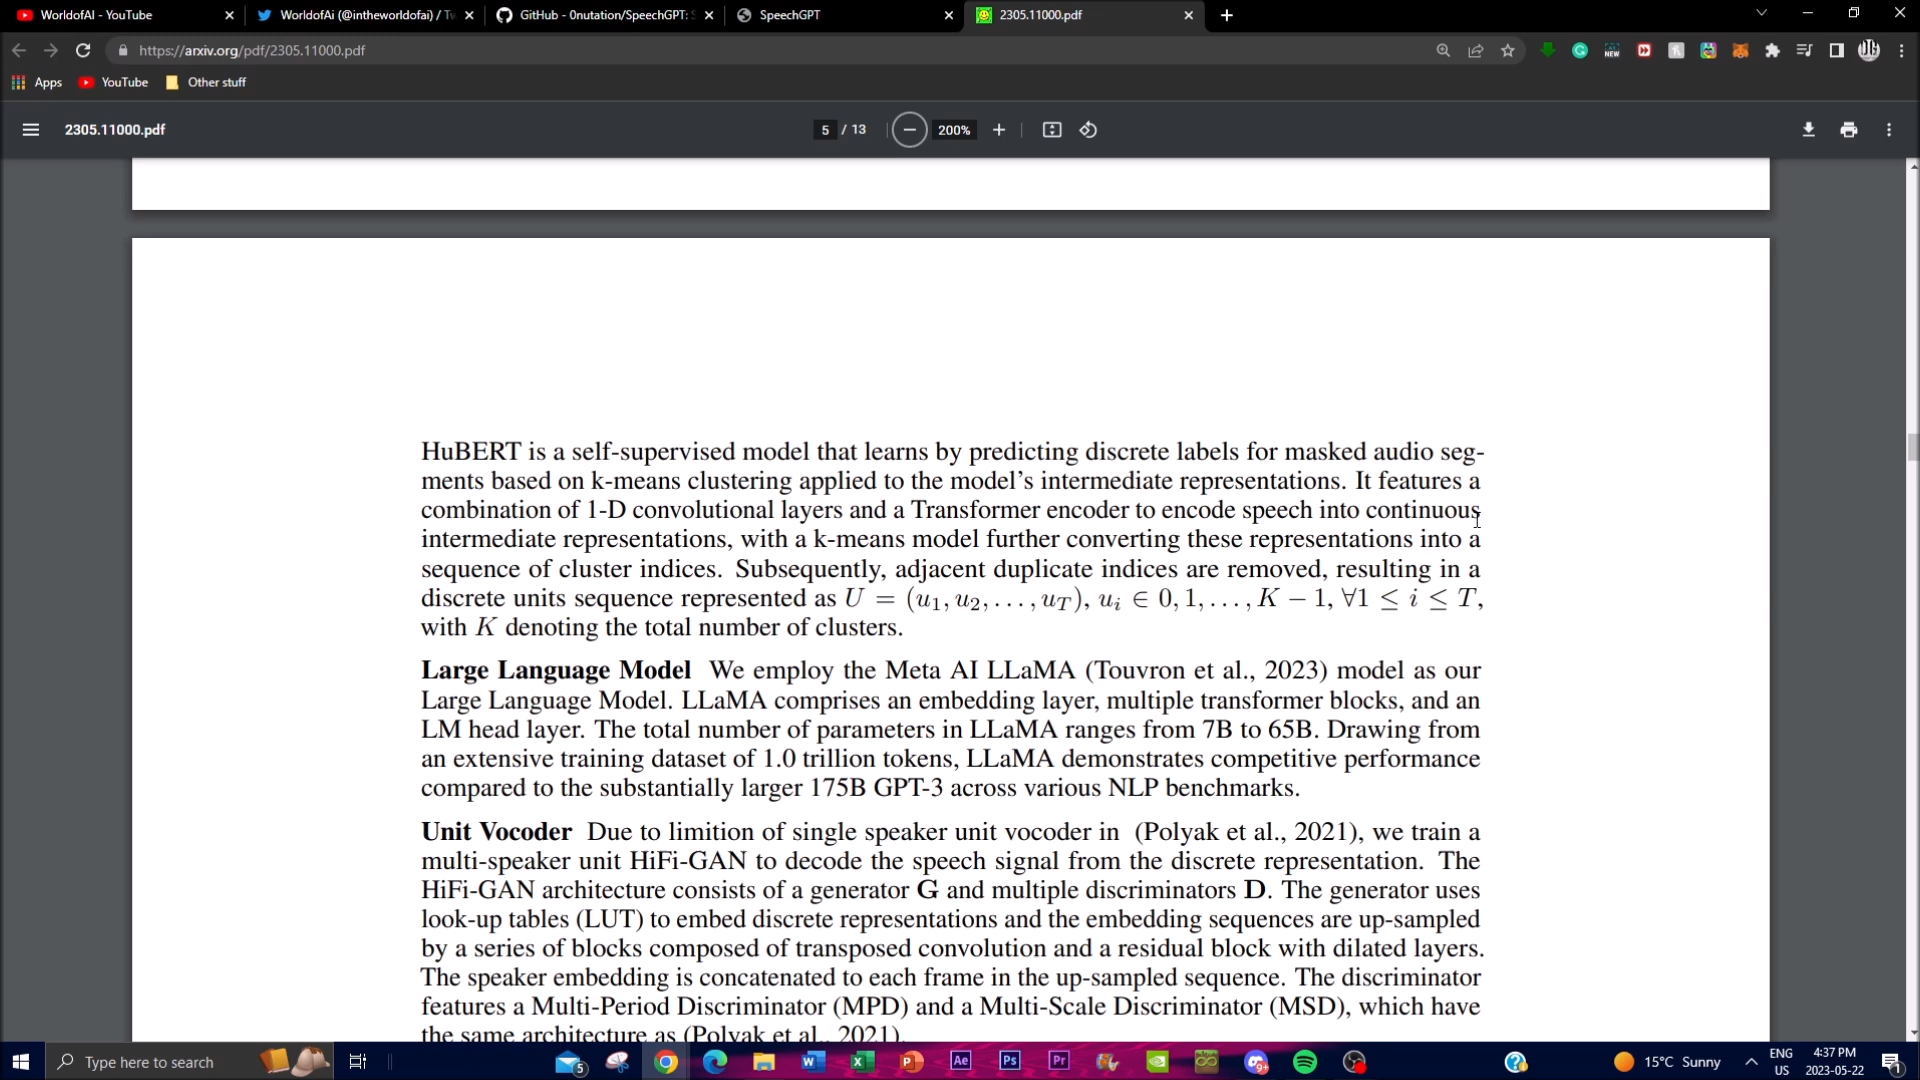 WorldofAI - YouTube
WorldofAi (@intheworldofai) / Tw
GitHub - 0nutation/SpeechGPT: S
SpeechGPT
2305.11000.pdf
https://arxiv.org/pdf/2305.11000.pdf
NEW
Apps
YouTube
Other stuff
2305.11000.pdf
5 / 13
200%
HuBERT is a self-supervised model that learns by predicting discrete labels for masked audio seg-
ments based on k-means clustering applied to the model's intermediate representations. It features a
combination of 1-D convolutional layers and a Transformer encoder to encode speech into continuous
intermediate representations, with a k-means model further converting these representations into a
sequence of cluster indices. Subsequently, adjacent duplicate indices are removed, resulting in a
discrete units sequence represented as U = (u₁, u₂, . . . , u_T), uᵢ ∈ 0, 1, . . . , K − 1, ∀1 ≤ i ≤ T,
with K denoting the total number of clusters.
Large Language Model We employ the Meta AI LLaMA (Touvron et al., 2023) model as our
Large Language Model. LLaMA comprises an embedding layer, multiple transformer blocks, and an
LM head layer. The total number of parameters in LLaMA ranges from 7B to 65B. Drawing from
an extensive training dataset of 1.0 trillion tokens, LLaMA demonstrates competitive performance
compared to the substantially larger 175B GPT-3 across various NLP benchmarks.
Unit Vocoder Due to limition of single speaker unit vocoder in (Polyak et al., 2021), we train a
multi-speaker unit HiFi-GAN to decode the speech signal from the discrete representation. The
HiFi-GAN architecture consists of a generator G and multiple discriminators D. The generator uses
look-up tables (LUT) to embed discrete representations and the embedding sequences are up-sampled
by a series of blocks composed of transposed convolution and a residual block with dilated layers.
The speaker embedding is concatenated to each frame in the up-sampled sequence. The discriminator
features a Multi-Period Discriminator (MPD) and a Multi-Scale Discriminator (MSD), which have
the same architecture as (Polyak et al., 2021).
Type here to search
5
Ae
Ps
Pr
9+
15°C Sunny
ENG
US
4:37 PM
2023-05-22
1